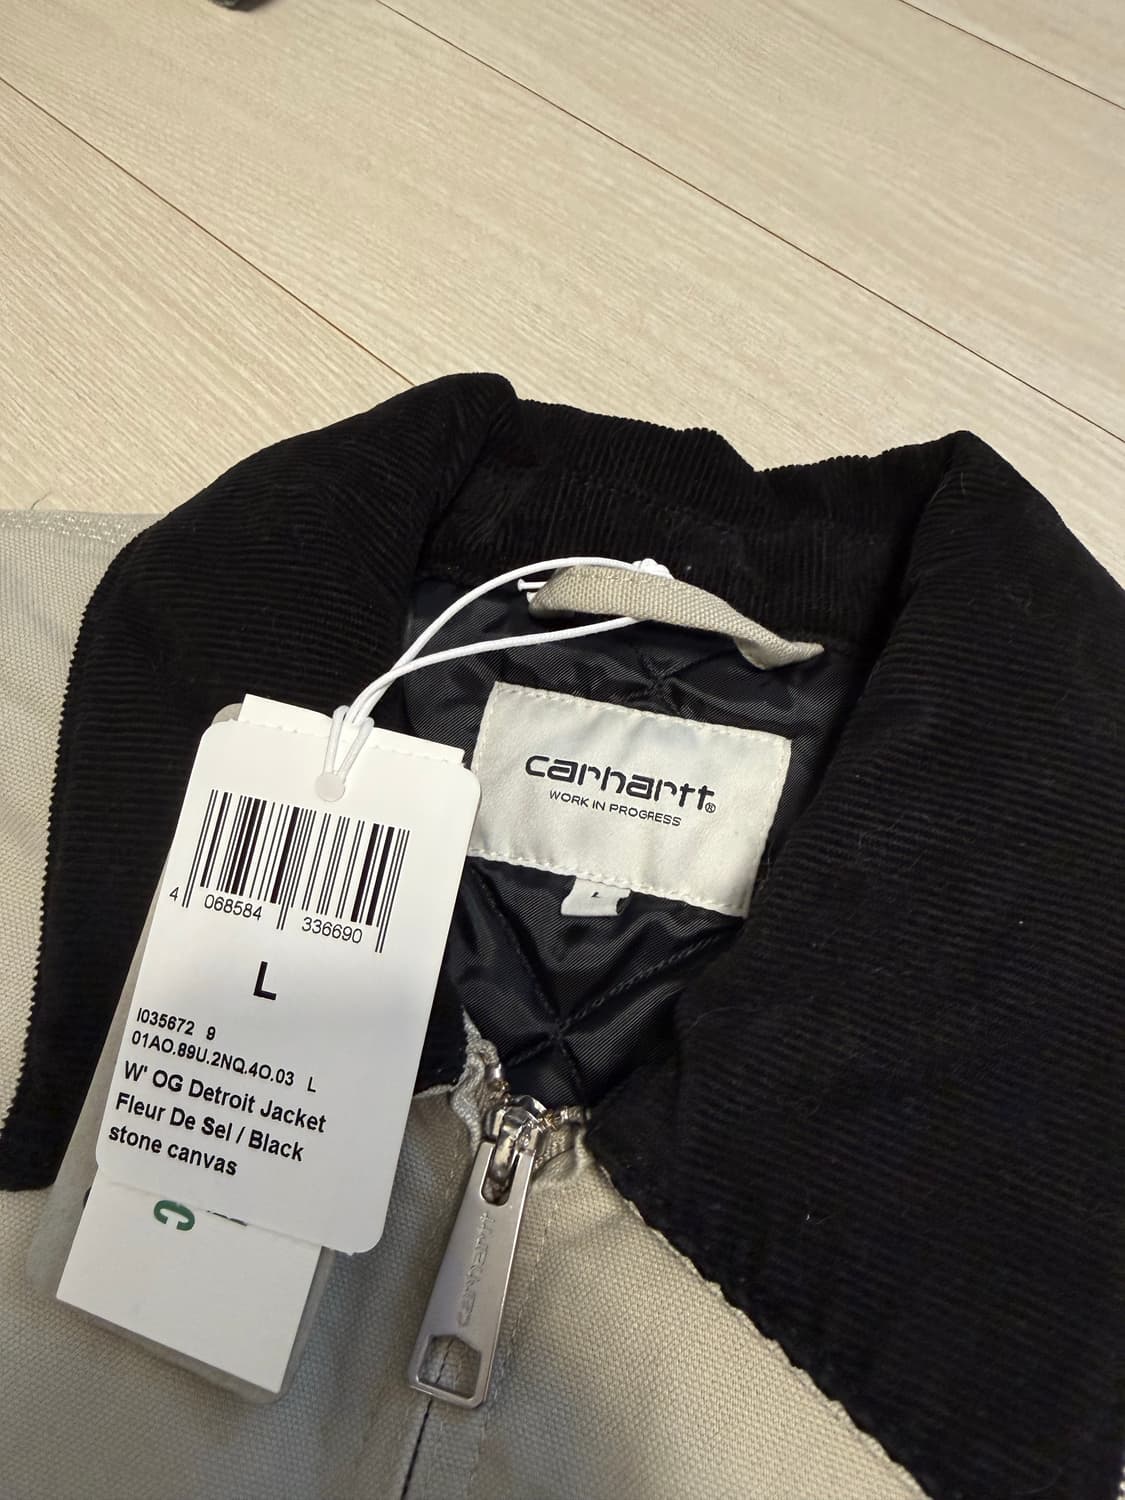 carhartt®
WORK IN PROGRESS
L
4 068584 336690
L
I035672 9
01AO.89U.2NQ.4O.03 L
W' OG Detroit Jacket
Fleur De Sel / Black
stone canvas
C